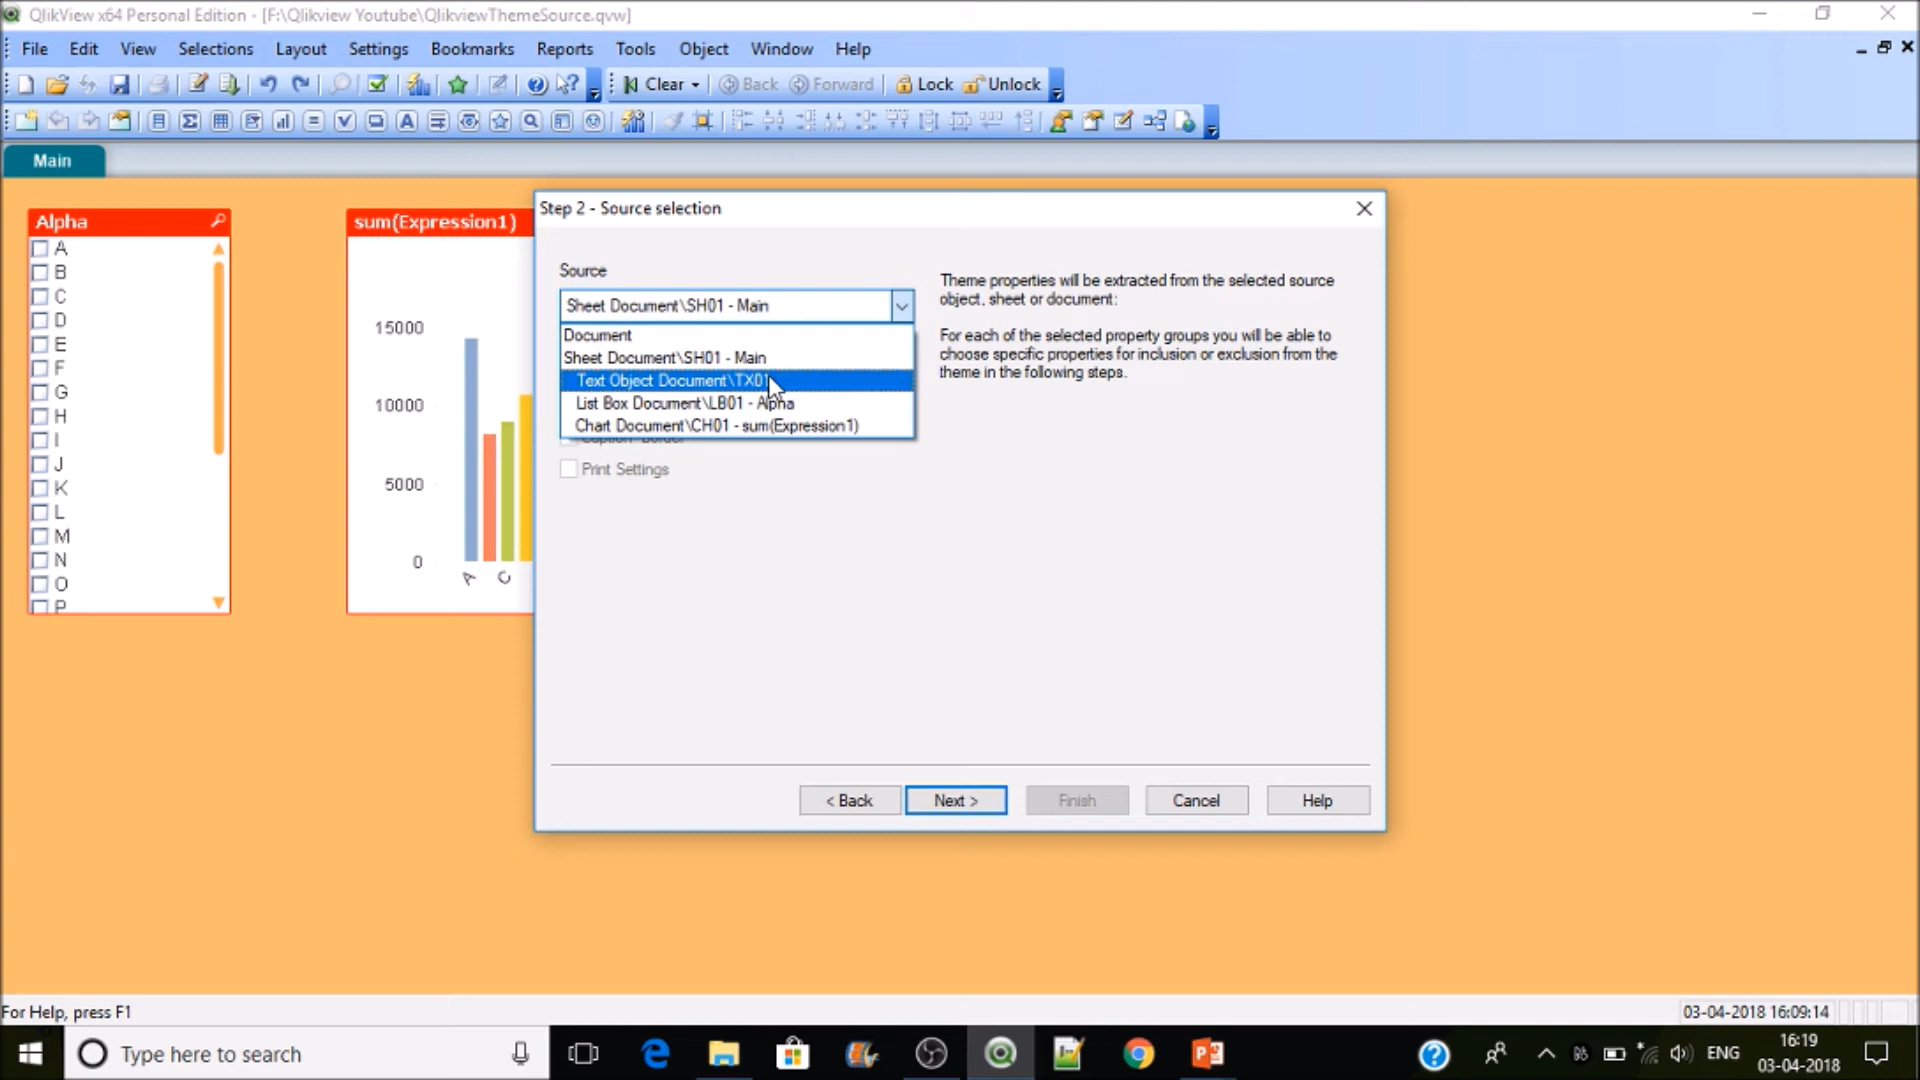 QlikView x64 Personal Edition - [F:\Qlikview Youtube\QlikviewThemeSource.qvw]
File Edit View Selections Layout Settings Bookmarks Reports Tools Object Window Help
Clear Back Forward Lock Unlock
Main
Alpha
A
B
C
D
E
F
G
H
I
J
K
L
M
N
O
P
sum(Expression1)
15000
10000
5000
0
A C
Step 2 - Source selection
Source
Sheet Document\SH01 - Main
Document
Sheet Document\SH01 - Main
Text Object Document\TX01
List Box Document\LB01 - Alpha
Chart Document\CH01 - sum(Expression1)
Print Settings
Theme properties will be extracted from the selected source
object, sheet or document:
For each of the selected property groups you will be able to
choose specific properties for inclusion or exclusion from the
theme in the following steps.
< Back Next > Finish Cancel Help
For Help, press F1
03-04-2018 16:09:14
Type here to search
ENG
16:19
03-04-2018